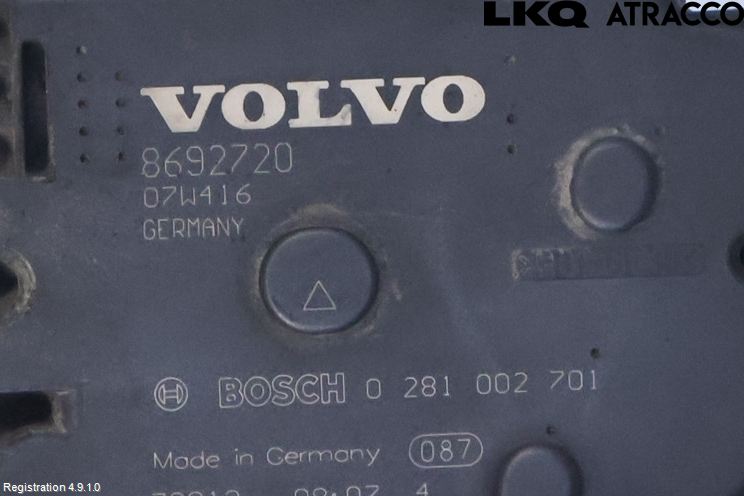 LKQ ATRACCO
VOLVO
8692720
07W416
GERMANY
BOSCH 0 281 002 701
Made in Germany 087
Registration 4.9.1.0